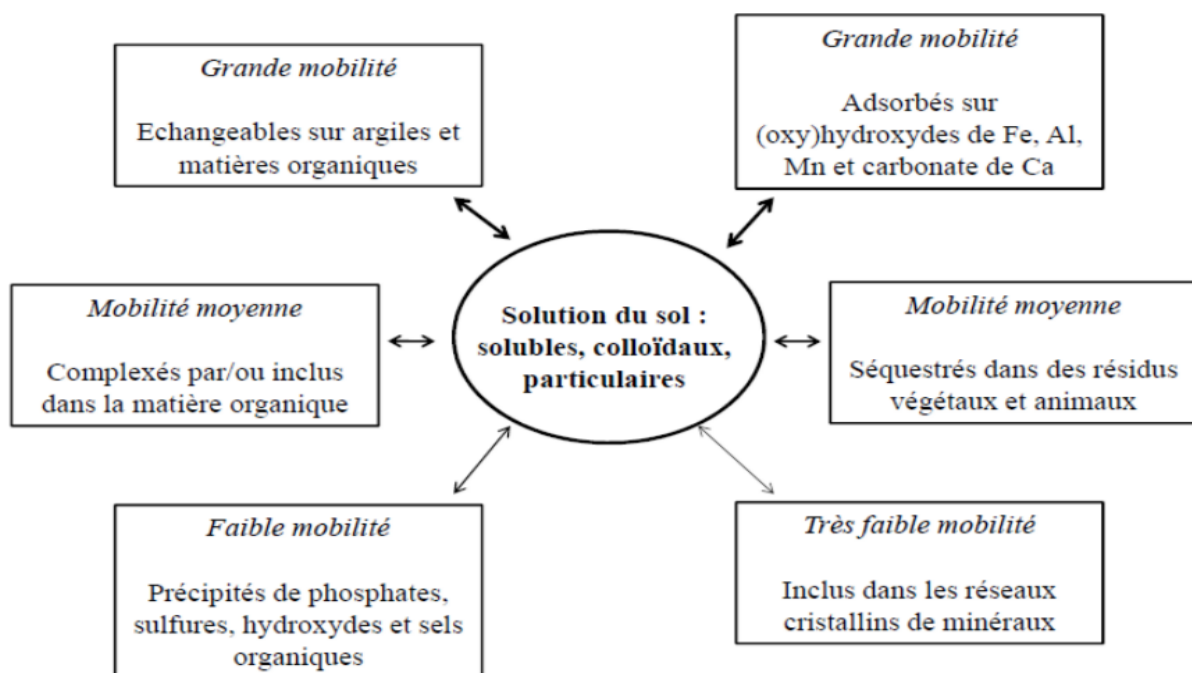 Grande mobilité
Echangeables sur argiles et
matières organiques
Grande mobilité
Adsorbés sur
(oxy)hydroxydes de Fe, Al,
Mn et carbonate de Ca
Mobilité moyenne
Complexés par/ou inclus
dans la matière organique
Solution du sol :
solubles, colloïdaux,
particulaires
Mobilité moyenne
Séquestrés dans des résidus
végétaux et animaux
Faible mobilité
Précipités de phosphates,
sulfures, hydroxydes et sels
organiques
Très faible mobilité
Inclus dans les réseaux
cristallins de minéraux